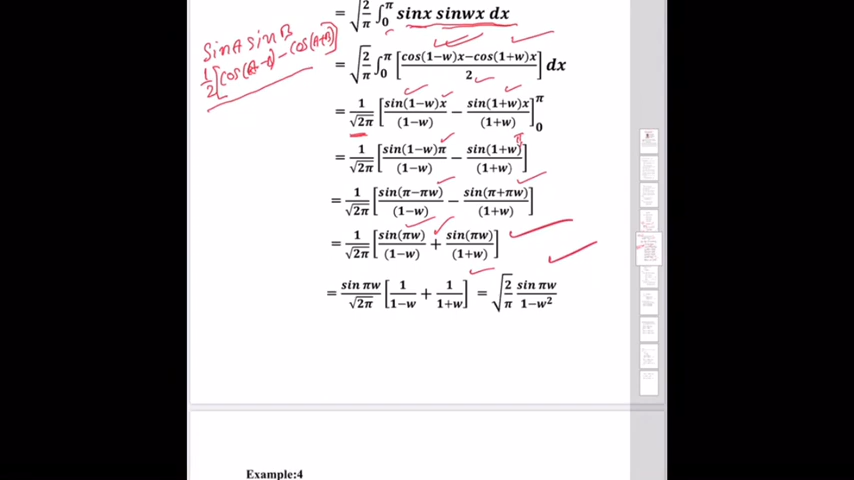 = √(2/π) ∫₀^π sinx sinwx dx
SinA SinB
½[cos(A-B) - cos(A+B)]
= √(2/π) ∫₀^π [(cos(1−w)x−cos(1+w)x)/2] dx
= 1/√2π [sin(1−w)x/(1−w) − sin(1+w)x/(1+w)]₀^π
= 1/√2π [sin(1−w)π/(1−w) − sin(1+w)π/(1+w)]
= 1/√2π [sin(π−πw)/(1−w) − sin(π+πw)/(1+w)]
= 1/√2π [sin(πw)/(1−w) + sin(πw)/(1+w)]
= sin πw/√2π [1/(1−w) + 1/(1+w)] = √(2/π) sin πw/(1−w²)
Example:4